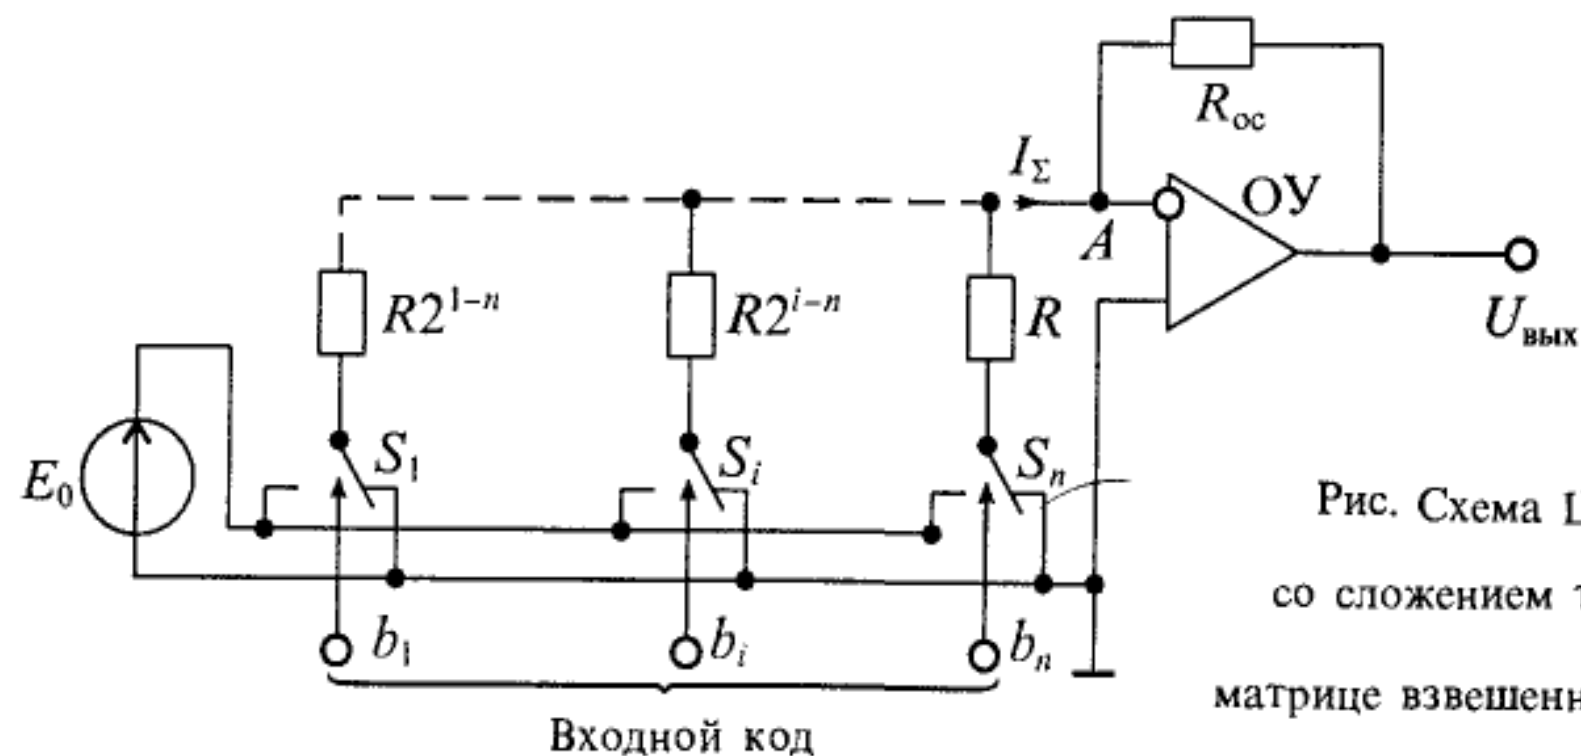 R_ос
I_Σ
ОУ
A
R2^{1−n}
R2^{i−n}
R
U_вых
E_0
S_1
S_i
S_n
b_1
b_i
b_n
Входной код
Рис. Схема
со сложением
матрице